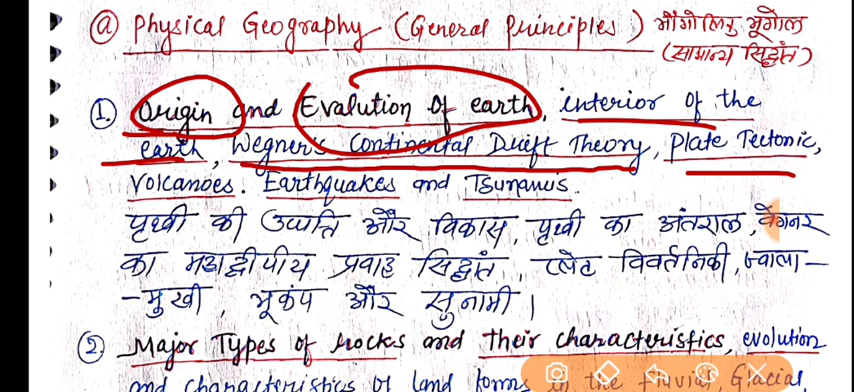 @ Physical Geography (General Principles) भौगोलिक भूगोल
(सामान्य सिद्धांत)
①. Origin and Evalution of earth, interior of the
earth, Wegner's Continental Drift Theory, Plate Tectonic,
Volcanoes. Earthquakes and Tsunamis.
पृथ्वी की उत्पत्ति और विकास, पृथ्वी का अंतराल, वेगनर
का महाद्वीपीय प्रवाह सिद्धांत, प्लेट विवर्तनिकी, ज्वाला-
-मुखी, भूकंप और सुनामी।
②. Major Types of rocks and their characteristics, evolution
and characteristics of land forms in the fluvial, Glacial,